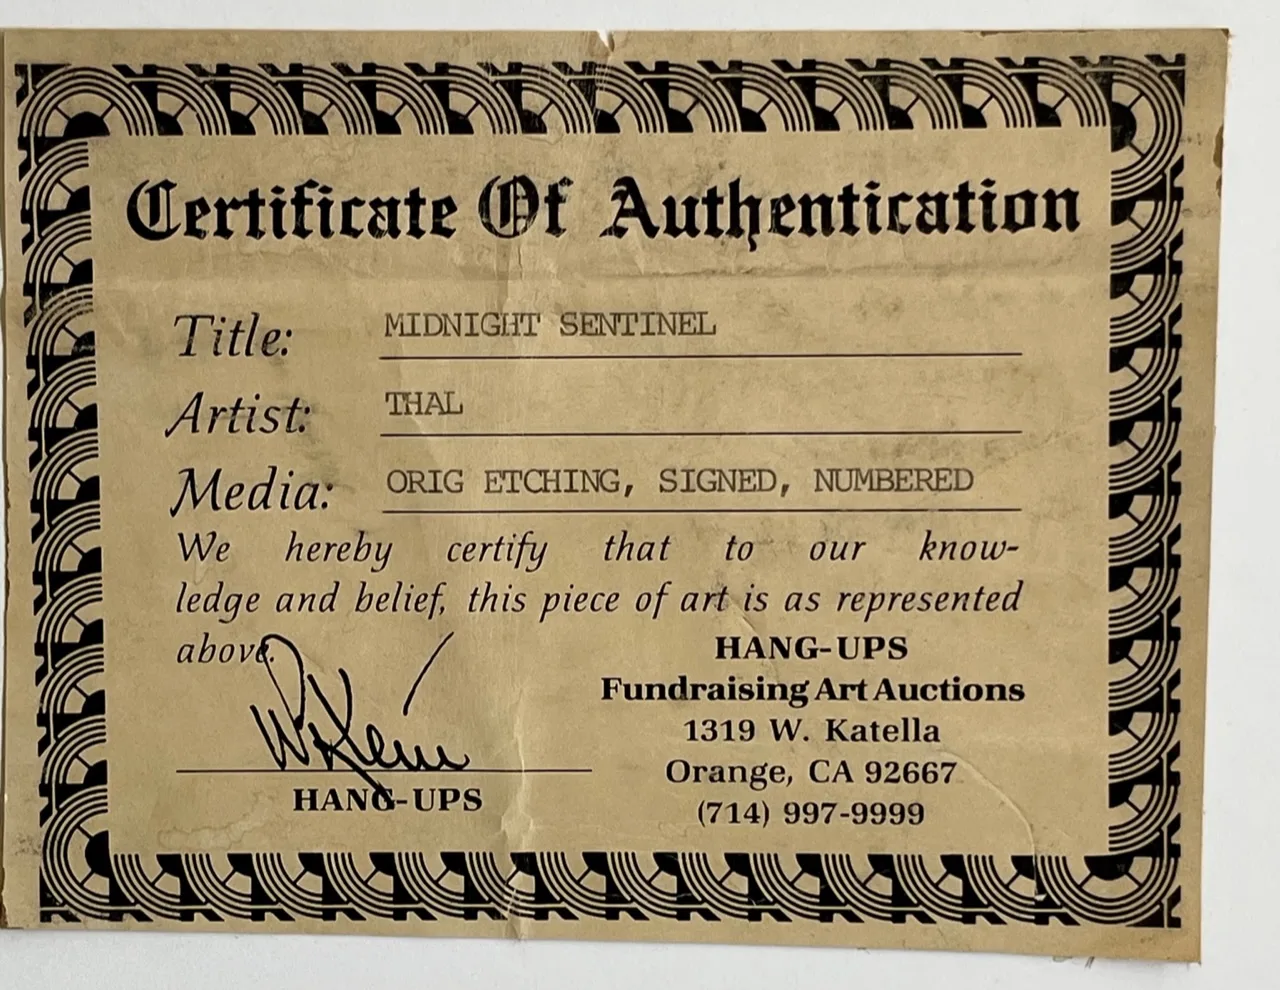 Certificate Of Authentication
Title: MIDNIGHT SENTINEL
Artist: THAL
Media: ORIG ETCHING, SIGNED, NUMBERED
We hereby certify that to our know-
ledge and belief, this piece of art is as represented
above.
HANG-UPS
HANG-UPS
Fundraising Art Auctions
1319 W. Katella
Orange, CA 92667
(714) 997-9999